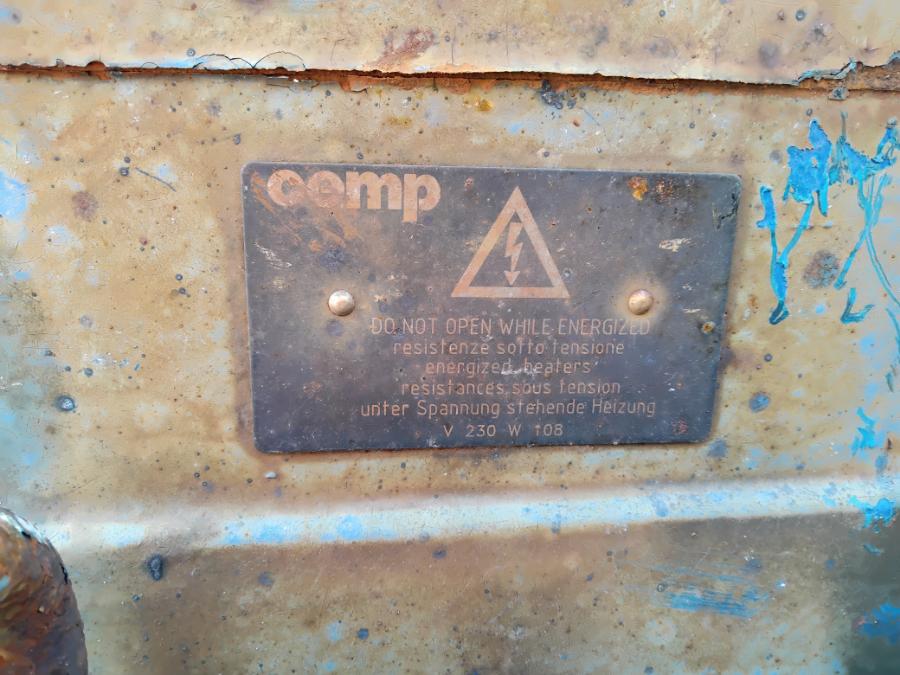 cemp
DO NOT OPEN WHILE ENERGIZED
resistenze sotto tensione
energized heaters
resistances sous tension
unter Spannung stehende Heizung
V 230 W 108